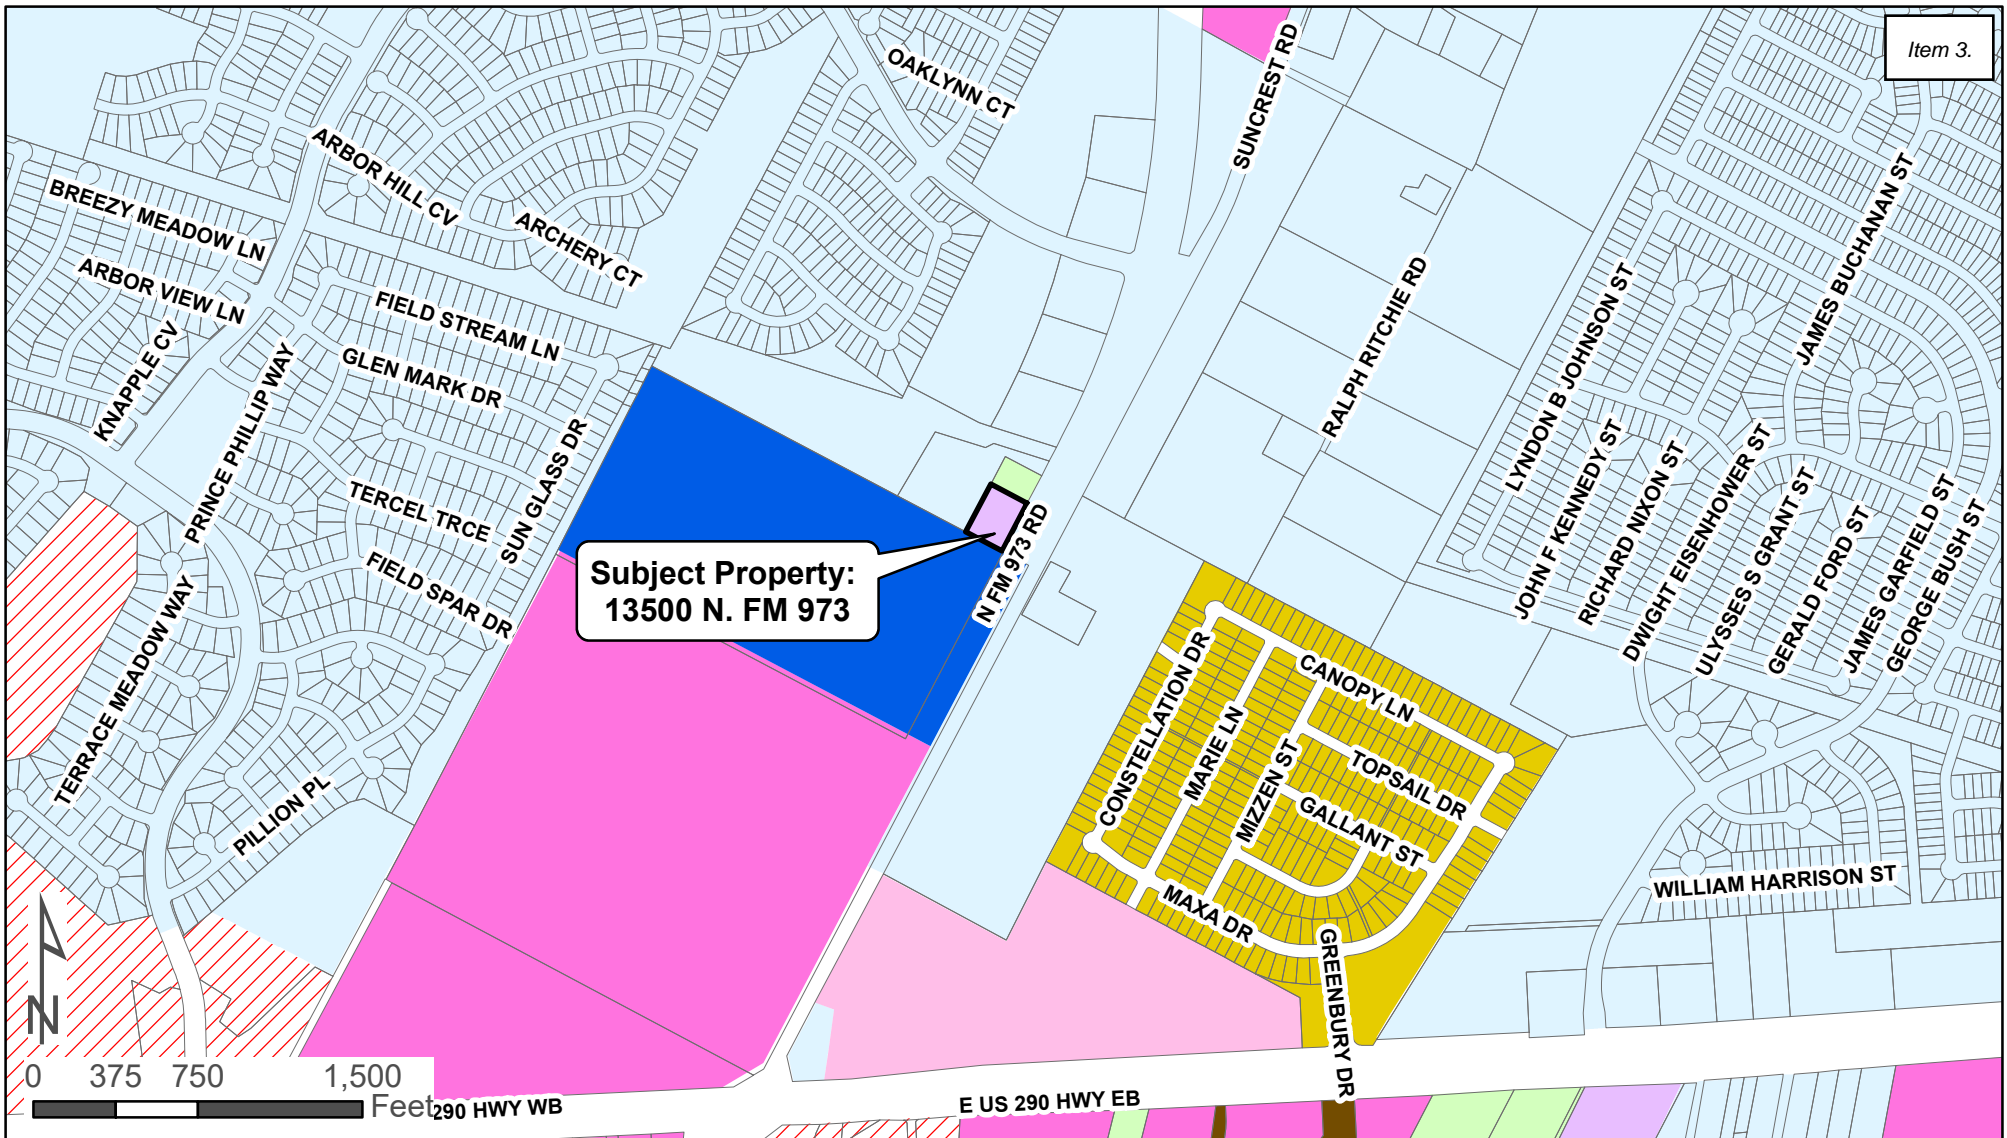 Item 3.
OAKLYNN CT
SUNCREST RD
ARBOR HILL CV
BREEZY MEADOW LN
ARCHERY CT
ARBOR VIEW LN
FIELD STREAM LN
KNAPPLE CV
GLEN MARK DR
PRINCE PHILLIP WAY
SUN GLASS DR
TERCEL TRCE
FIELD SPAR DR
TERRACE MEADOW WAY
PILLION PL
Subject Property:
13500 N. FM 973
N FM 973 RD
RALPH RITCHIE RD
JAMES BUCHANAN ST
LYNDON B JOHNSON ST
JOHN F KENNEDY ST
RICHARD NIXON ST
DWIGHT EISENHOWER ST
ULYSSES S GRANT ST
GERALD FORD ST
JAMES GARFIELD ST
GEORGE BUSH ST
CONSTELLATION DR
CANOPY LN
MARIE LN
MIZZEN ST
TOPSAIL DR
GALLANT ST
MAXA DR
GREENBURY DR
WILLIAM HARRISON ST
N
0 375 750 1,500
Feet
290 HWY WB
E US 290 HWY EB